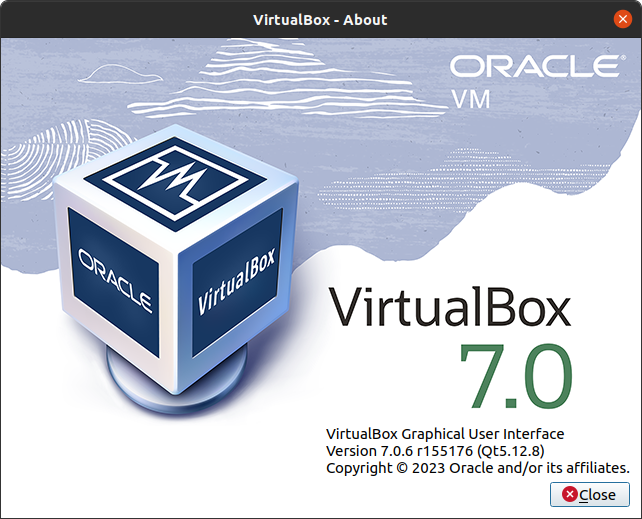 VirtualBox - About
ORACLE®
VM
ORACLE
VirtualBox
VirtualBox
7.0
VirtualBox Graphical User Interface
Version 7.0.6 r155176 (Qt5.12.8)
Copyright © 2023 Oracle and/or its affiliates.
Close